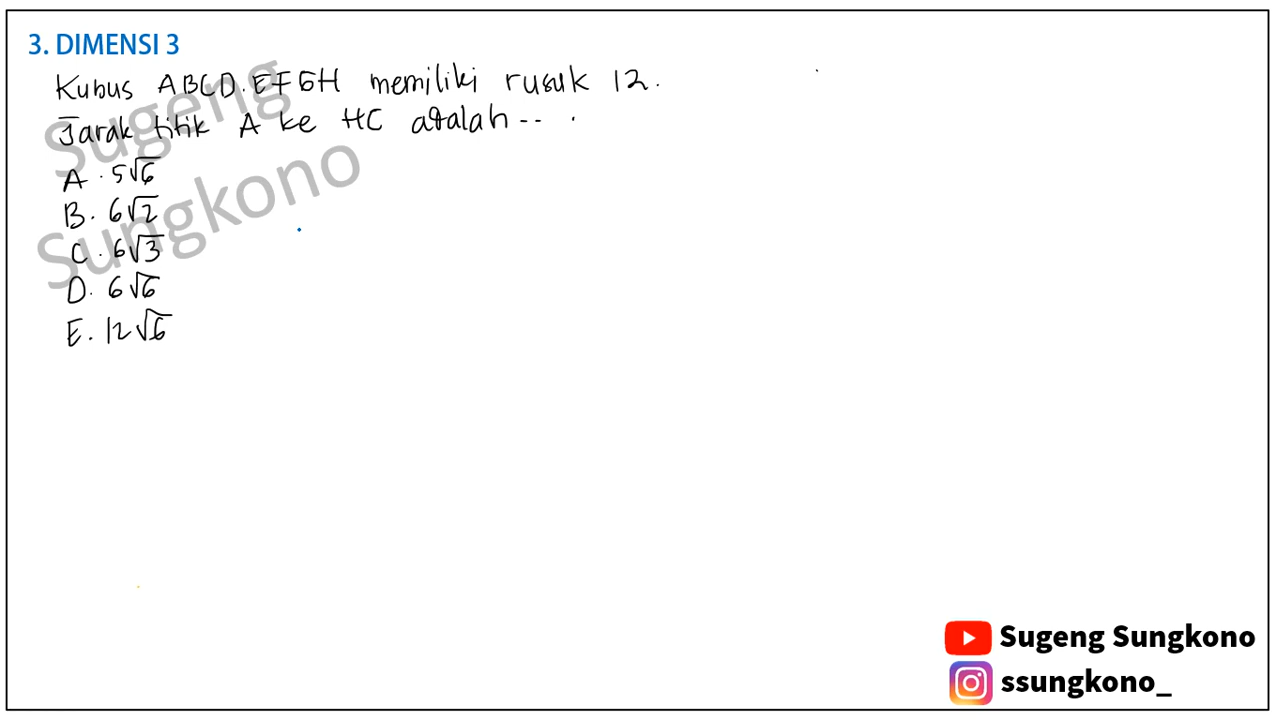 3. DIMENSI 3
Kubus ABCD.EFGH memiliki rusuk 12.
Jarak titik A ke HC adalah -- .
A. 5√6
B. 6√2
C. 6√3
D. 6√6
E. 12√6
Sugeng
Sungkono
Sugeng Sungkono
ssungkono_